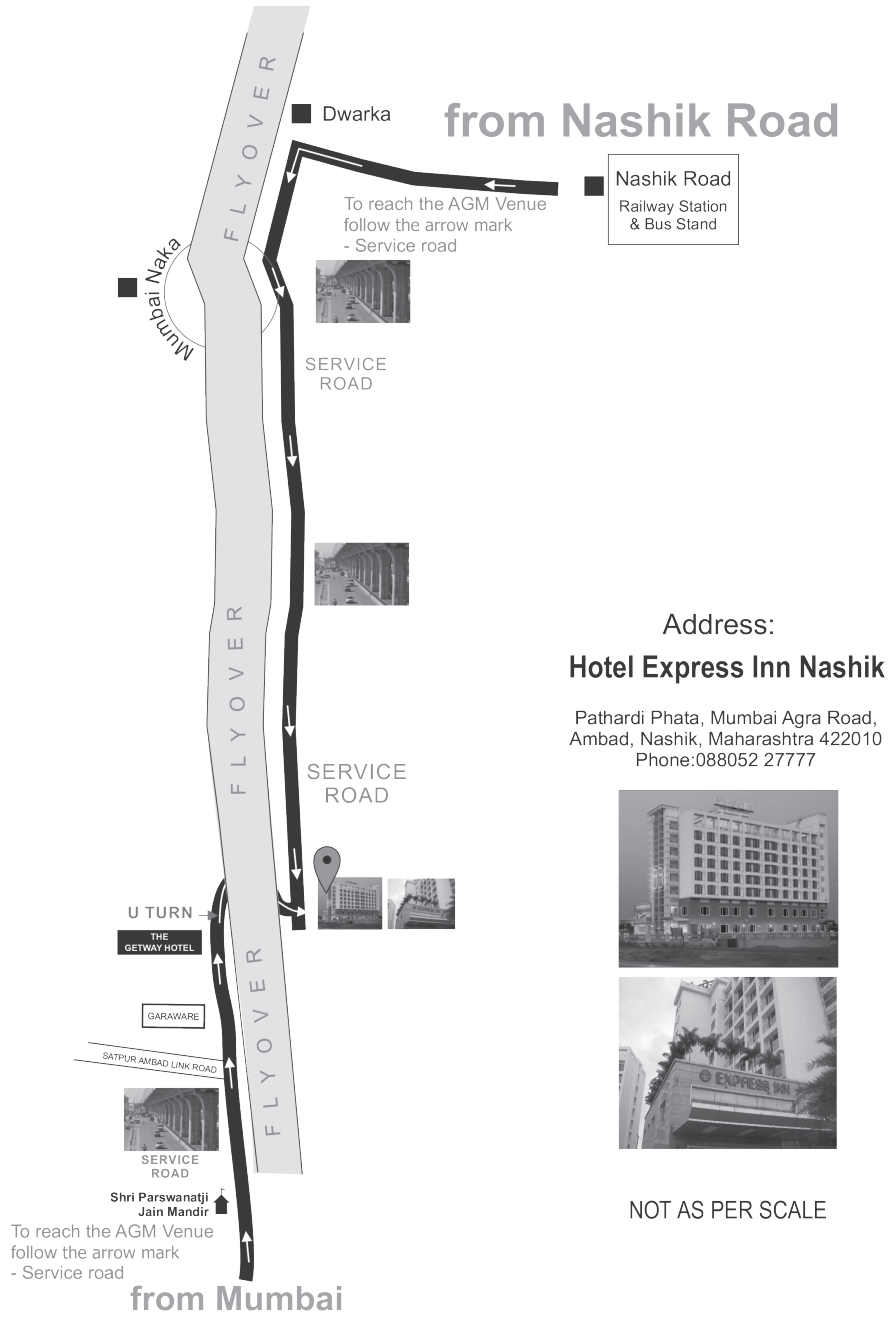 FLYOVER
Dwarka
from Nashik Road
Nashik Road
Railway Station
& Bus Stand
To reach the AGM Venue
follow the arrow mark
- Service road
Mumbai Naka
SERVICE
ROAD
FLYOVER
Address:
Hotel Express Inn Nashik
Pathardi Phata, Mumbai Agra Road,
Ambad, Nashik, Maharashtra 422010
Phone:088052 27777
SERVICE
ROAD
U TURN
THE
GETWAY HOTEL
FLYOVER
GARAWARE
SATPUR AMBAD LINK ROAD
EXPRESS INN
SERVICE
ROAD
Shri Parswanatji
Jain Mandir
NOT AS PER SCALE
To reach the AGM Venue
follow the arrow mark
- Service road
from Mumbai